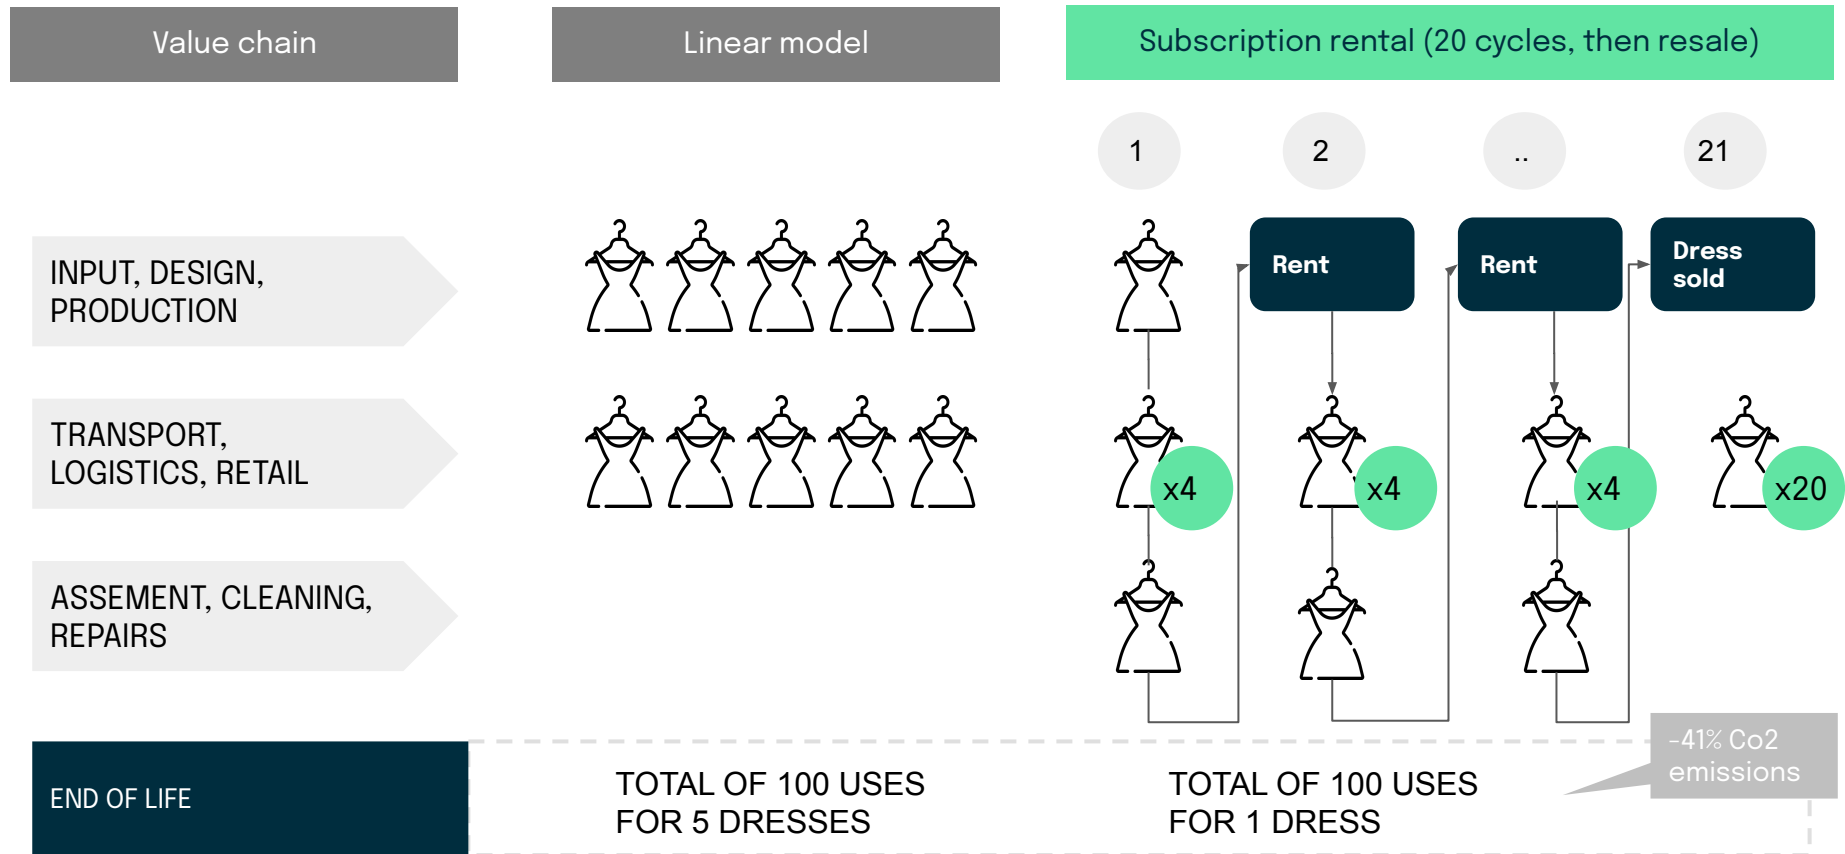 Value chain
Linear model
Subscription rental (20 cycles, then resale)
1
2
..
21
INPUT, DESIGN,
PRODUCTION
Rent
Rent
Dress
sold
TRANSPORT,
LOGISTICS, RETAIL
x4
x4
x4
x20
ASSEMENT, CLEANING,
REPAIRS
END OF LIFE
TOTAL OF 100 USES
FOR 5 DRESSES
TOTAL OF 100 USES
FOR 1 DRESS
-41% Co2
emissions